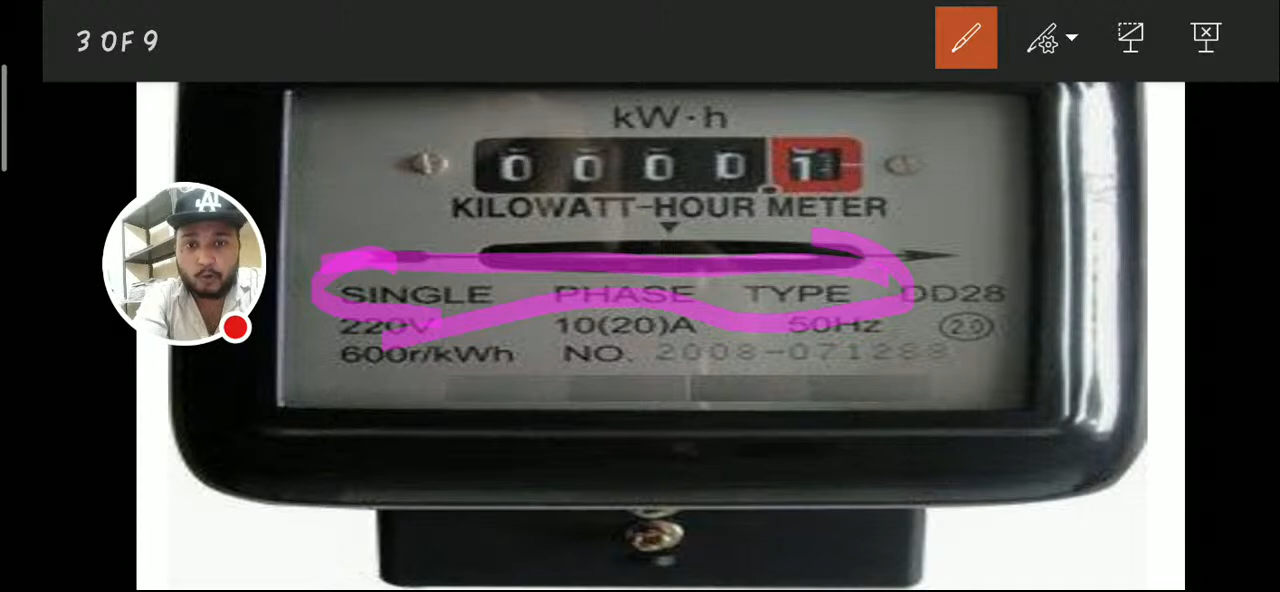 3 OF 9
kW·h
0 0 0 0 . 1
KILOWATT-HOUR METER
SINGLE PHASE TYPE DD28
220V 10(20)A 50Hz (2.0)
600r/kWh NO. 2008-071288